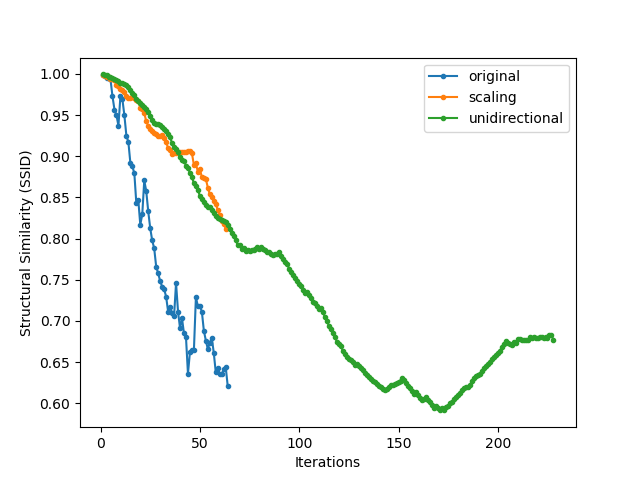 original
scaling
unidirectional
1.00
0.95
0.90
0.85
0.80
0.75
0.70
0.65
0.60
Structural Similarity (SSID)
0 50 100 150 200
Iterations